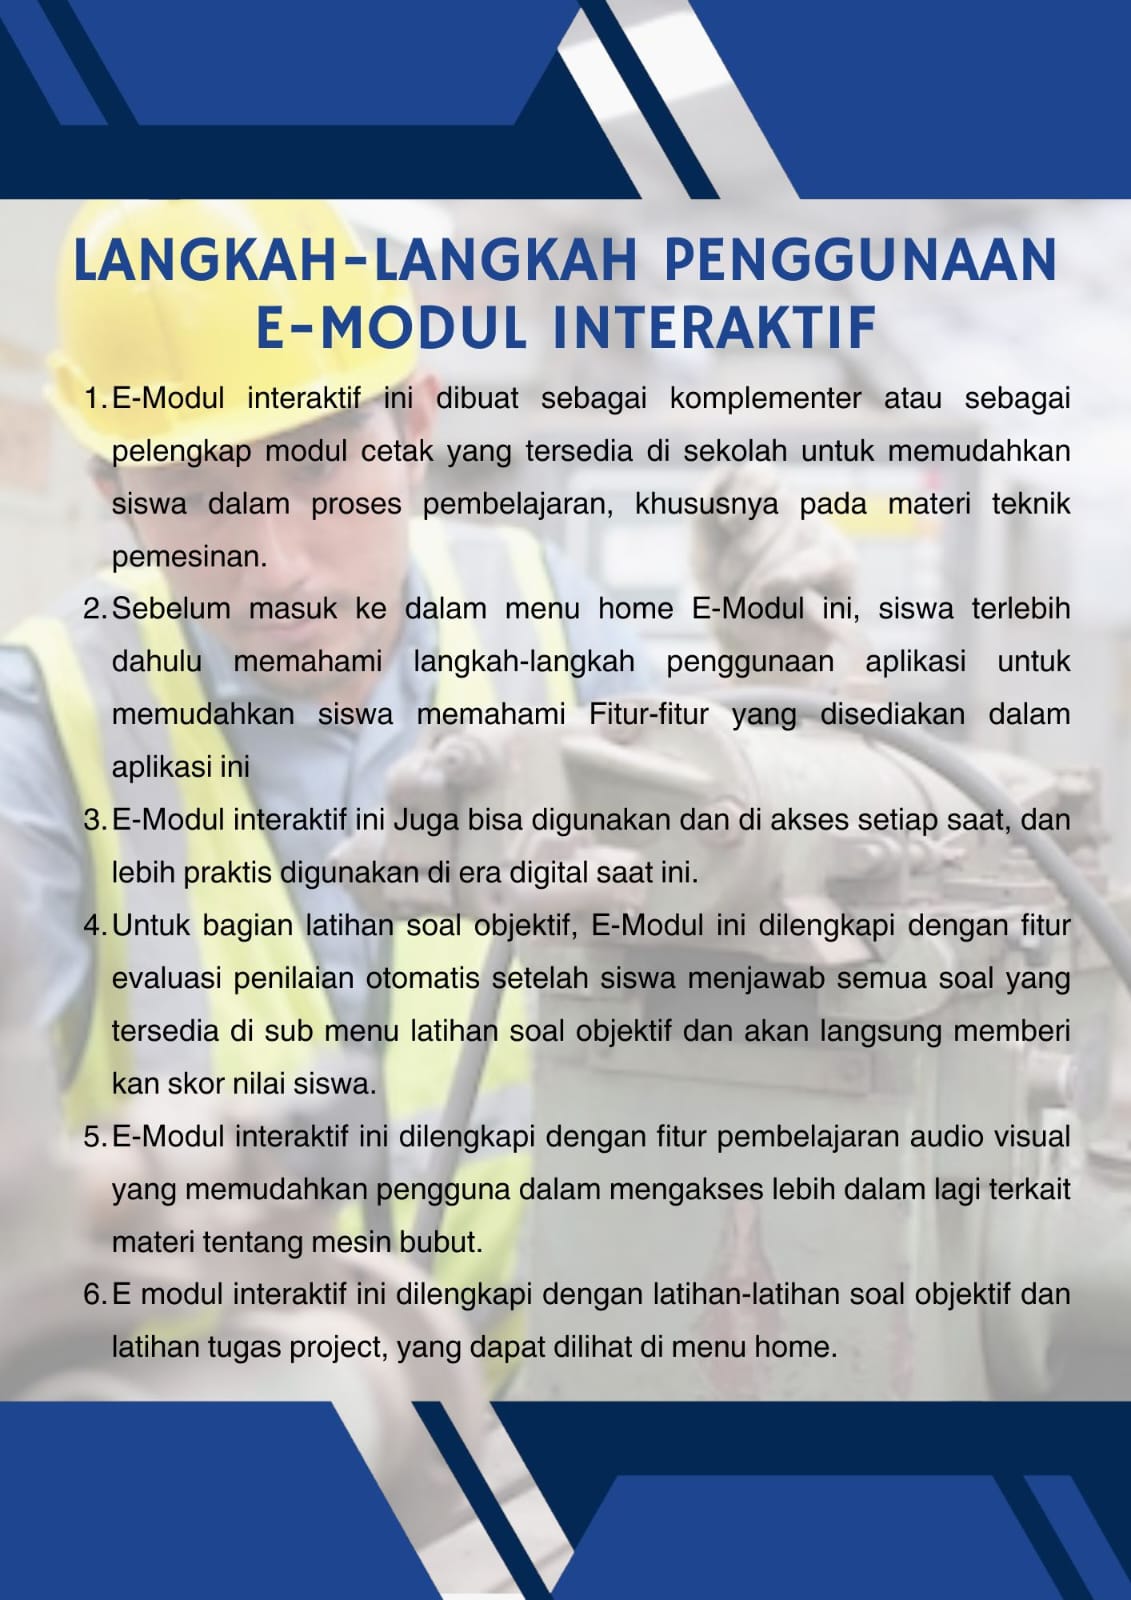 LANGKAH-LANGKAH PENGGUNAAN
E-MODUL INTERAKTIF
1. E-Modul interaktif ini dibuat sebagai komplementer atau sebagai
pelengkap modul cetak yang tersedia di sekolah untuk memudahkan
siswa dalam proses pembelajaran, khususnya pada materi teknik
pemesinan.
2. Sebelum masuk ke dalam menu home E-Modul ini, siswa terlebih
dahulu memahami langkah-langkah penggunaan aplikasi untuk
memudahkan siswa memahami Fitur-fitur yang disediakan dalam
aplikasi ini
3. E-Modul interaktif ini Juga bisa digunakan dan di akses setiap saat, dan
lebih praktis digunakan di era digital saat ini.
4. Untuk bagian latihan soal objektif, E-Modul ini dilengkapi dengan fitur
evaluasi penilaian otomatis setelah siswa menjawab semua soal yang
tersedia di sub menu latihan soal objektif dan akan langsung memberi
kan skor nilai siswa.
5. E-Modul interaktif ini dilengkapi dengan fitur pembelajaran audio visual
yang memudahkan pengguna dalam mengakses lebih dalam lagi terkait
materi tentang mesin bubut.
6. E modul interaktif ini dilengkapi dengan latihan-latihan soal objektif dan
latihan tugas project, yang dapat dilihat di menu home.